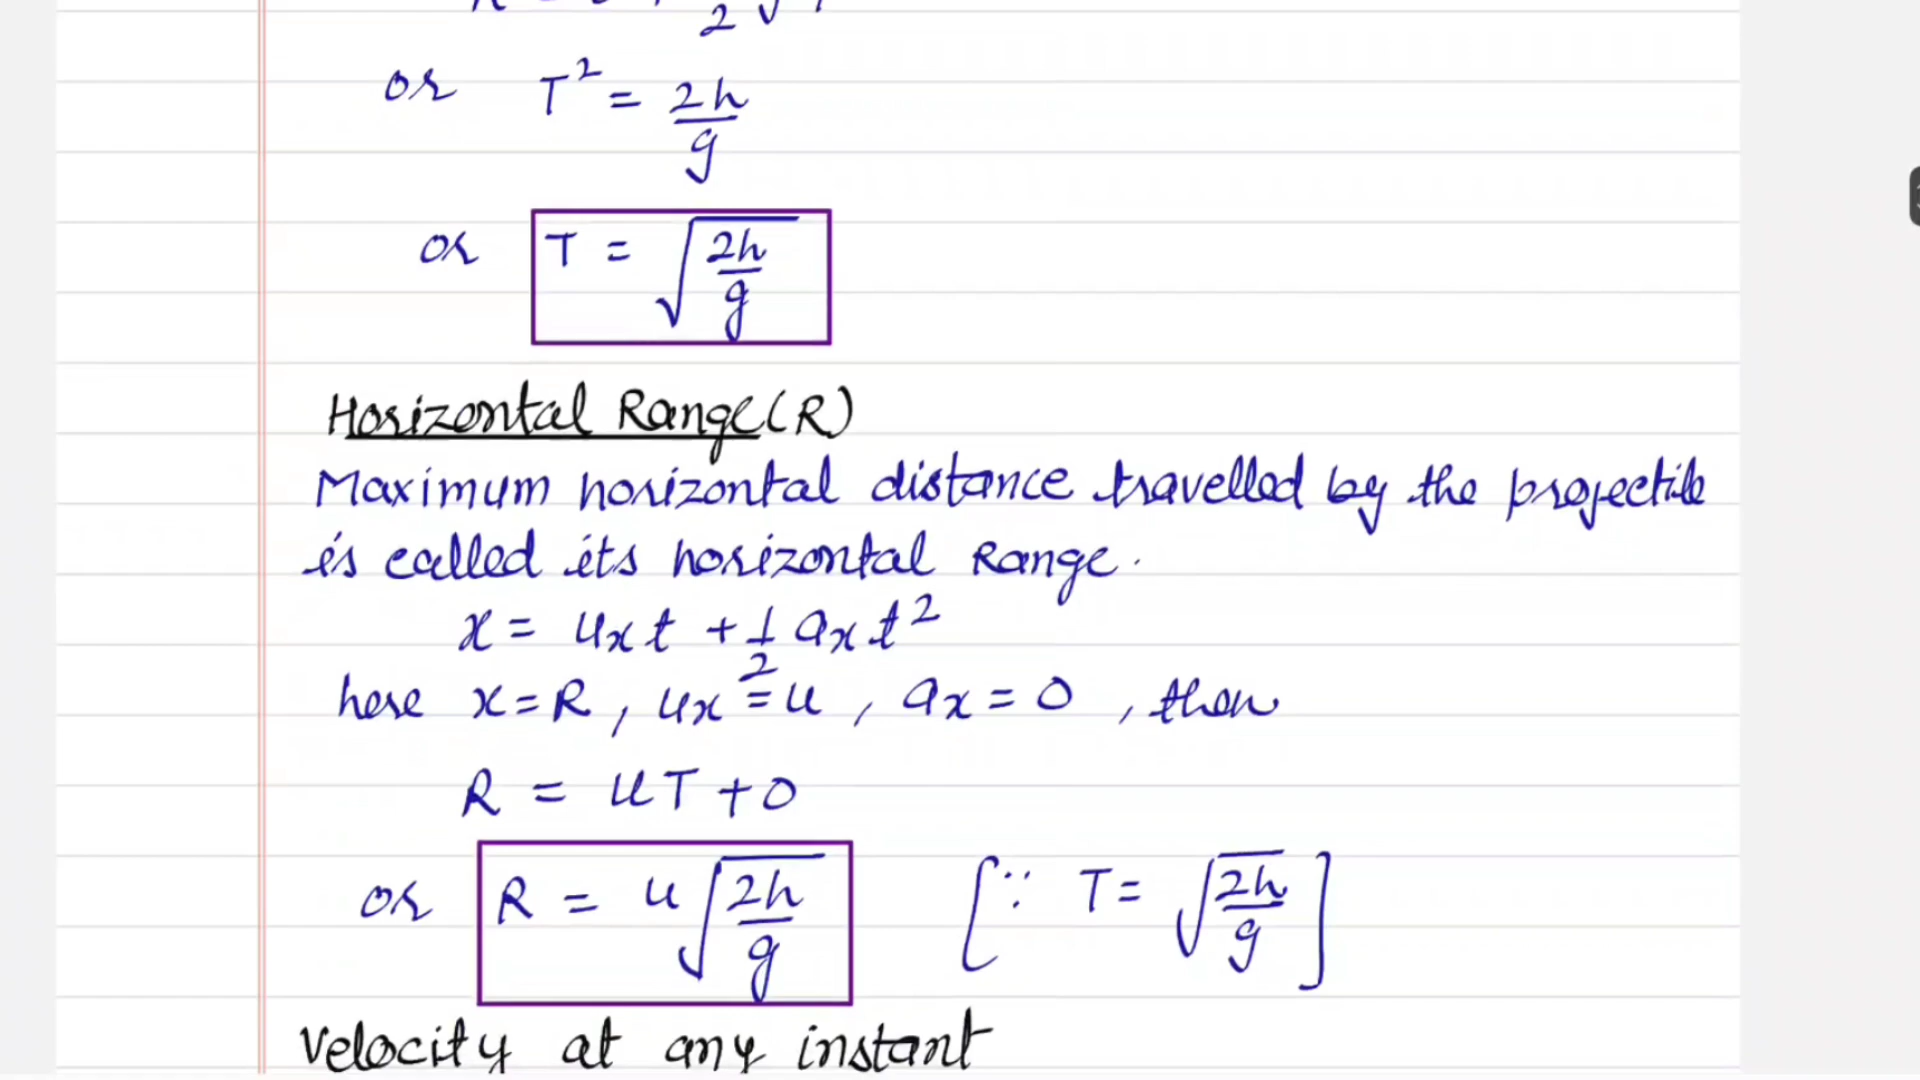 or T² = 2h/g
or T = √(2h/g)
Horizontal Range (R)
Maximum horizontal distance travelled by the projectile
is called its horizontal Range.
x = uₓt + 1/2 aₓt²
here x = R, uₓ = u, aₓ = 0, then
R = uT + 0
or R = u√(2h/g) [∵ T = √(2h/g)]
Velocity at any instant